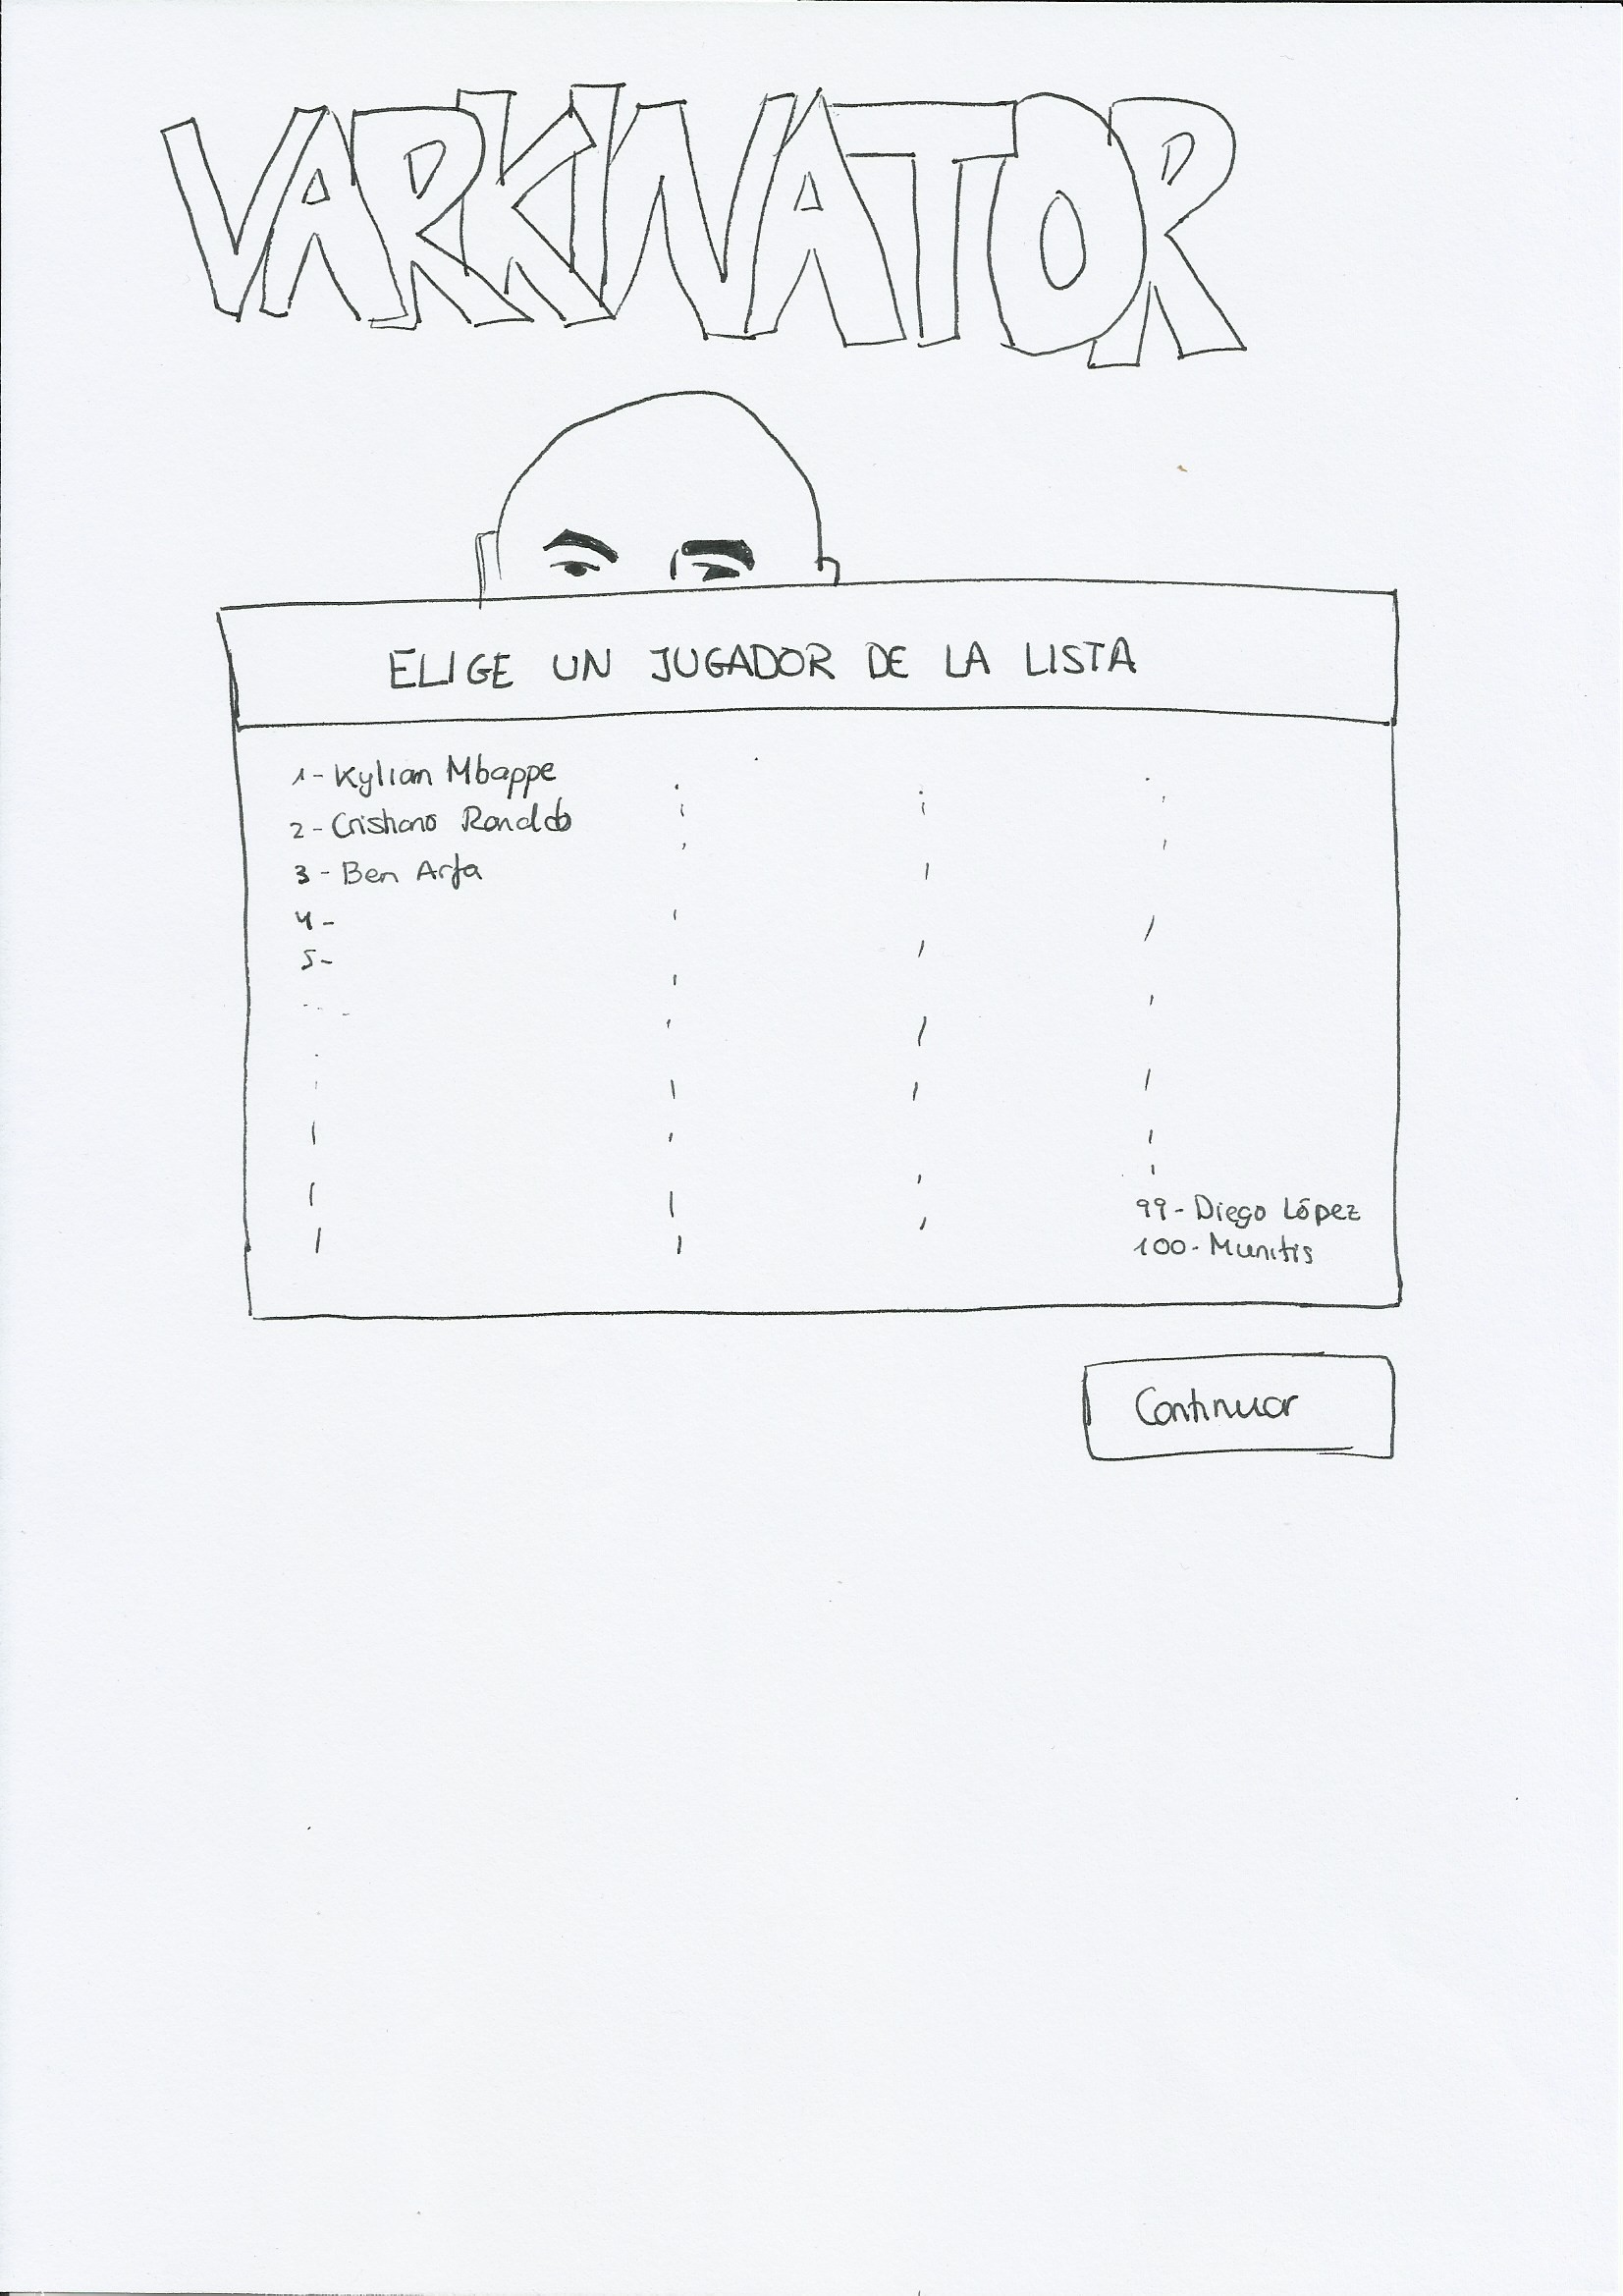 VARKINATOR
ELIGE UN JUGADOR DE LA LISTA
1- Kylian Mbappe
2- Cristiano Ronaldo
3- Ben Arfa
4-
5-
99- Diego López
100- Munitis
Continuar